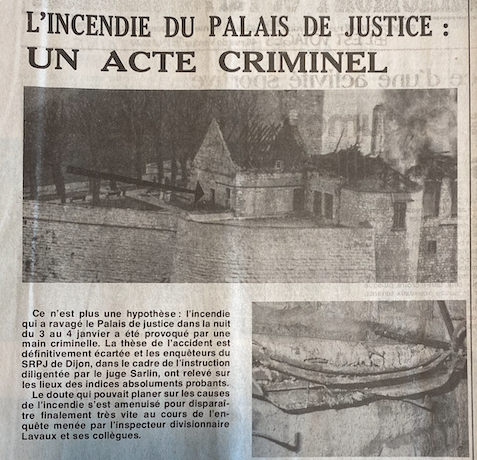 L'INCENDIE DU PALAIS DE JUSTICE :
UN ACTE CRIMINEL
Ce n'est plus une hypothèse : l'incendie
qui a ravagé le Palais de justice dans la nuit
du 3 au 4 janvier a été provoqué par une
main criminelle. La thèse de l'accident est
définitivement écartée et les enquêteurs du
SRPJ de Dijon, dans le cadre de l'instruction
diligentée par le juge Sarlin, ont relevé sur
les lieux des indices absoluments probants.
Le doute qui pouvait planer sur les causes
de l'incendie s'est amenuisé pour disparaî-
tre finalement très vite au cours de l'en-
quête menée par l'inspecteur divisionnaire
Lavaux et ses collègues.